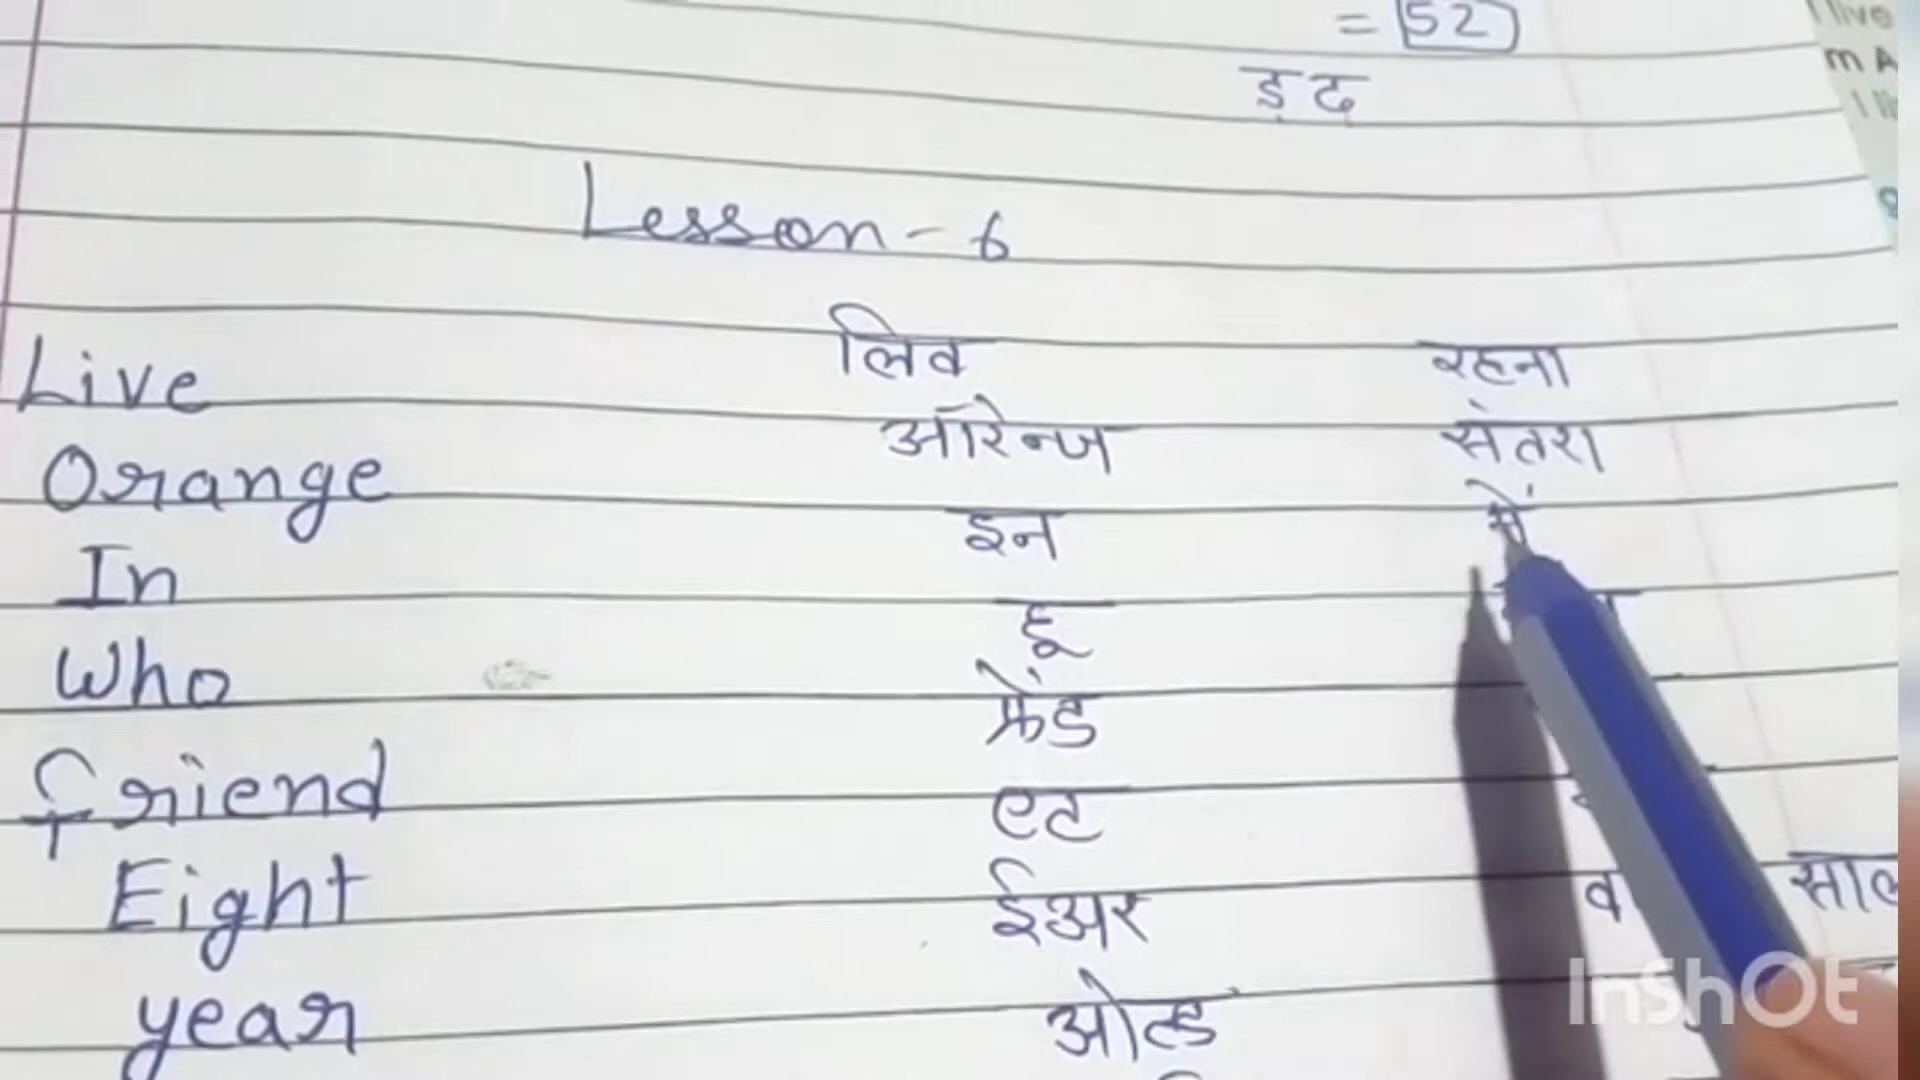 = 52
ड़ ढ़
Lesson - 6
Live लिव रहना
Orange ऑरेन्ज संतरा
In इन में
Who हू
friend फ्रेंड
Eight एट
year ईअर साल
ओल्ड
InShOt